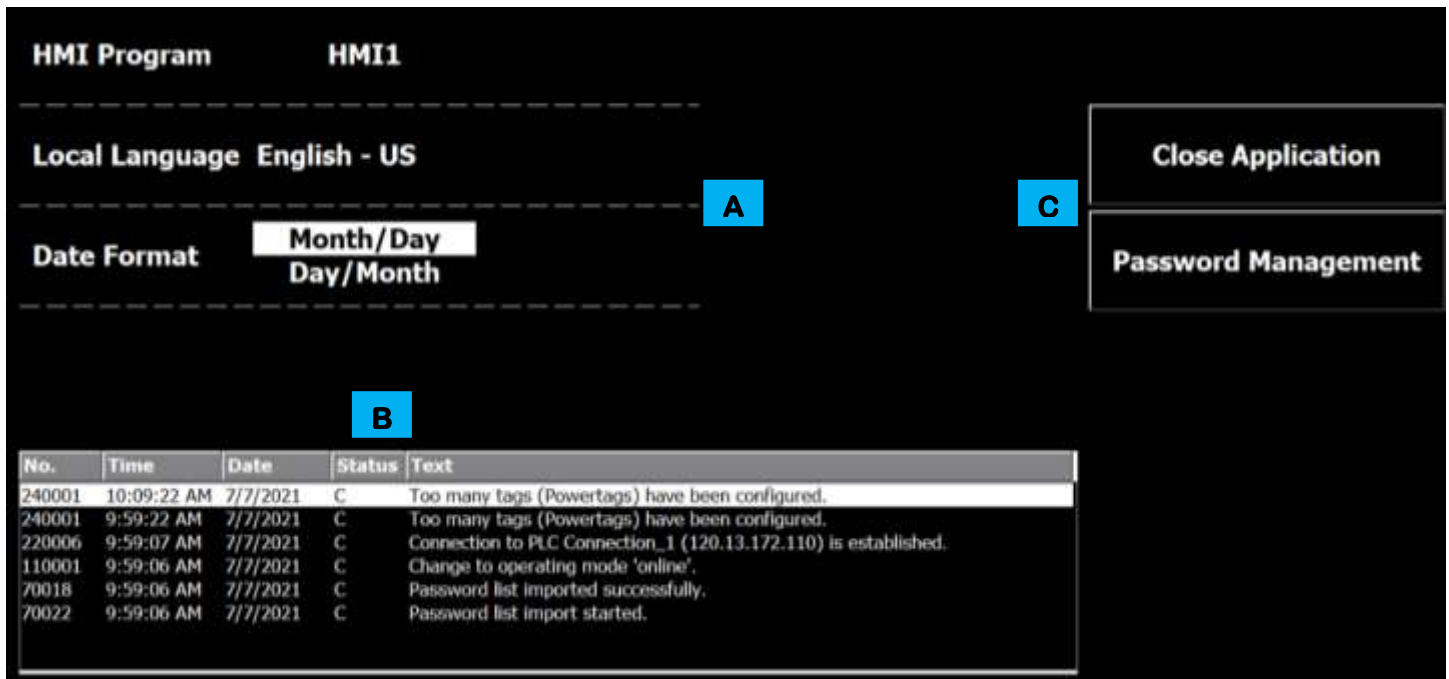 HMI Program HMI1
Local Language English - US
Close Application
A
C
Date Format
Month/Day
Day/Month
Password Management
B
No. Time Date Status Text
240001 10:09:22 AM 7/7/2021 C Too many tags (Powertags) have been configured.
240001 9:59:22 AM 7/7/2021 C Too many tags (Powertags) have been configured.
220006 9:59:07 AM 7/7/2021 C Connection to PLC Connection_1 (120.13.172.110) is established.
110001 9:59:06 AM 7/7/2021 C Change to operating mode 'online'.
70018 9:59:06 AM 7/7/2021 C Password list imported successfully.
70022 9:59:06 AM 7/7/2021 C Password list import started.